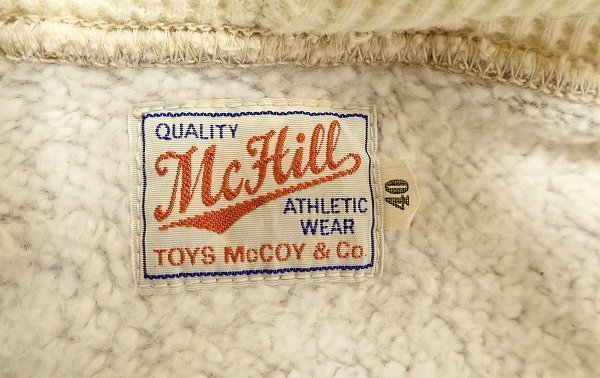 QUALITY
McHill
ATHLETIC
WEAR
TOYS McCOY & Co.
40